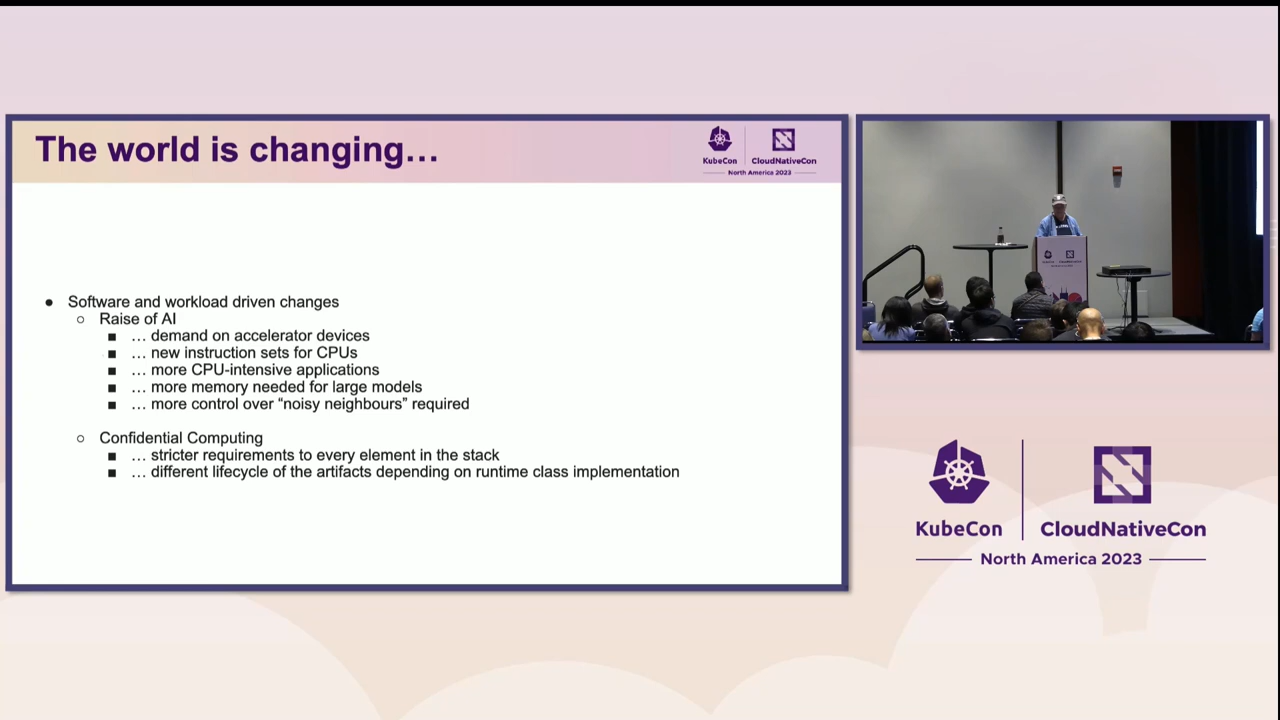 The world is changing…
KubeCon
CloudNativeCon
North America 2023
● Software and workload driven changes
○ Raise of AI
■ … demand on accelerator devices
■ … new instruction sets for CPUs
■ … more CPU-intensive applications
■ … more memory needed for large models
■ … more control over “noisy neighbours” required
○ Confidential Computing
■ … stricter requirements to every element in the stack
■ … different lifecycle of the artifacts depending on runtime class implementation
KubeCon
CloudNativeCon
North America 2023